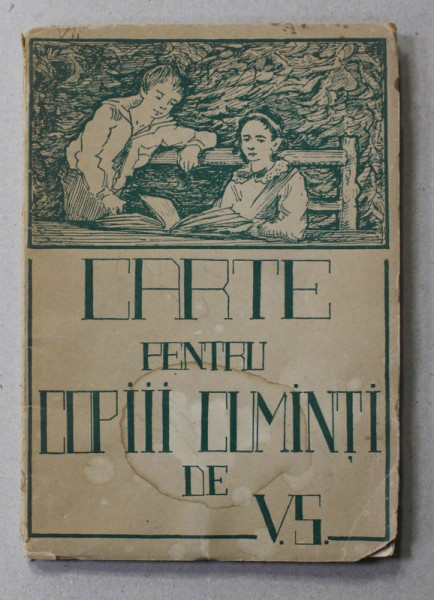 CARTE
PENTRU
COPIII CUMINȚI
DE
V.S.